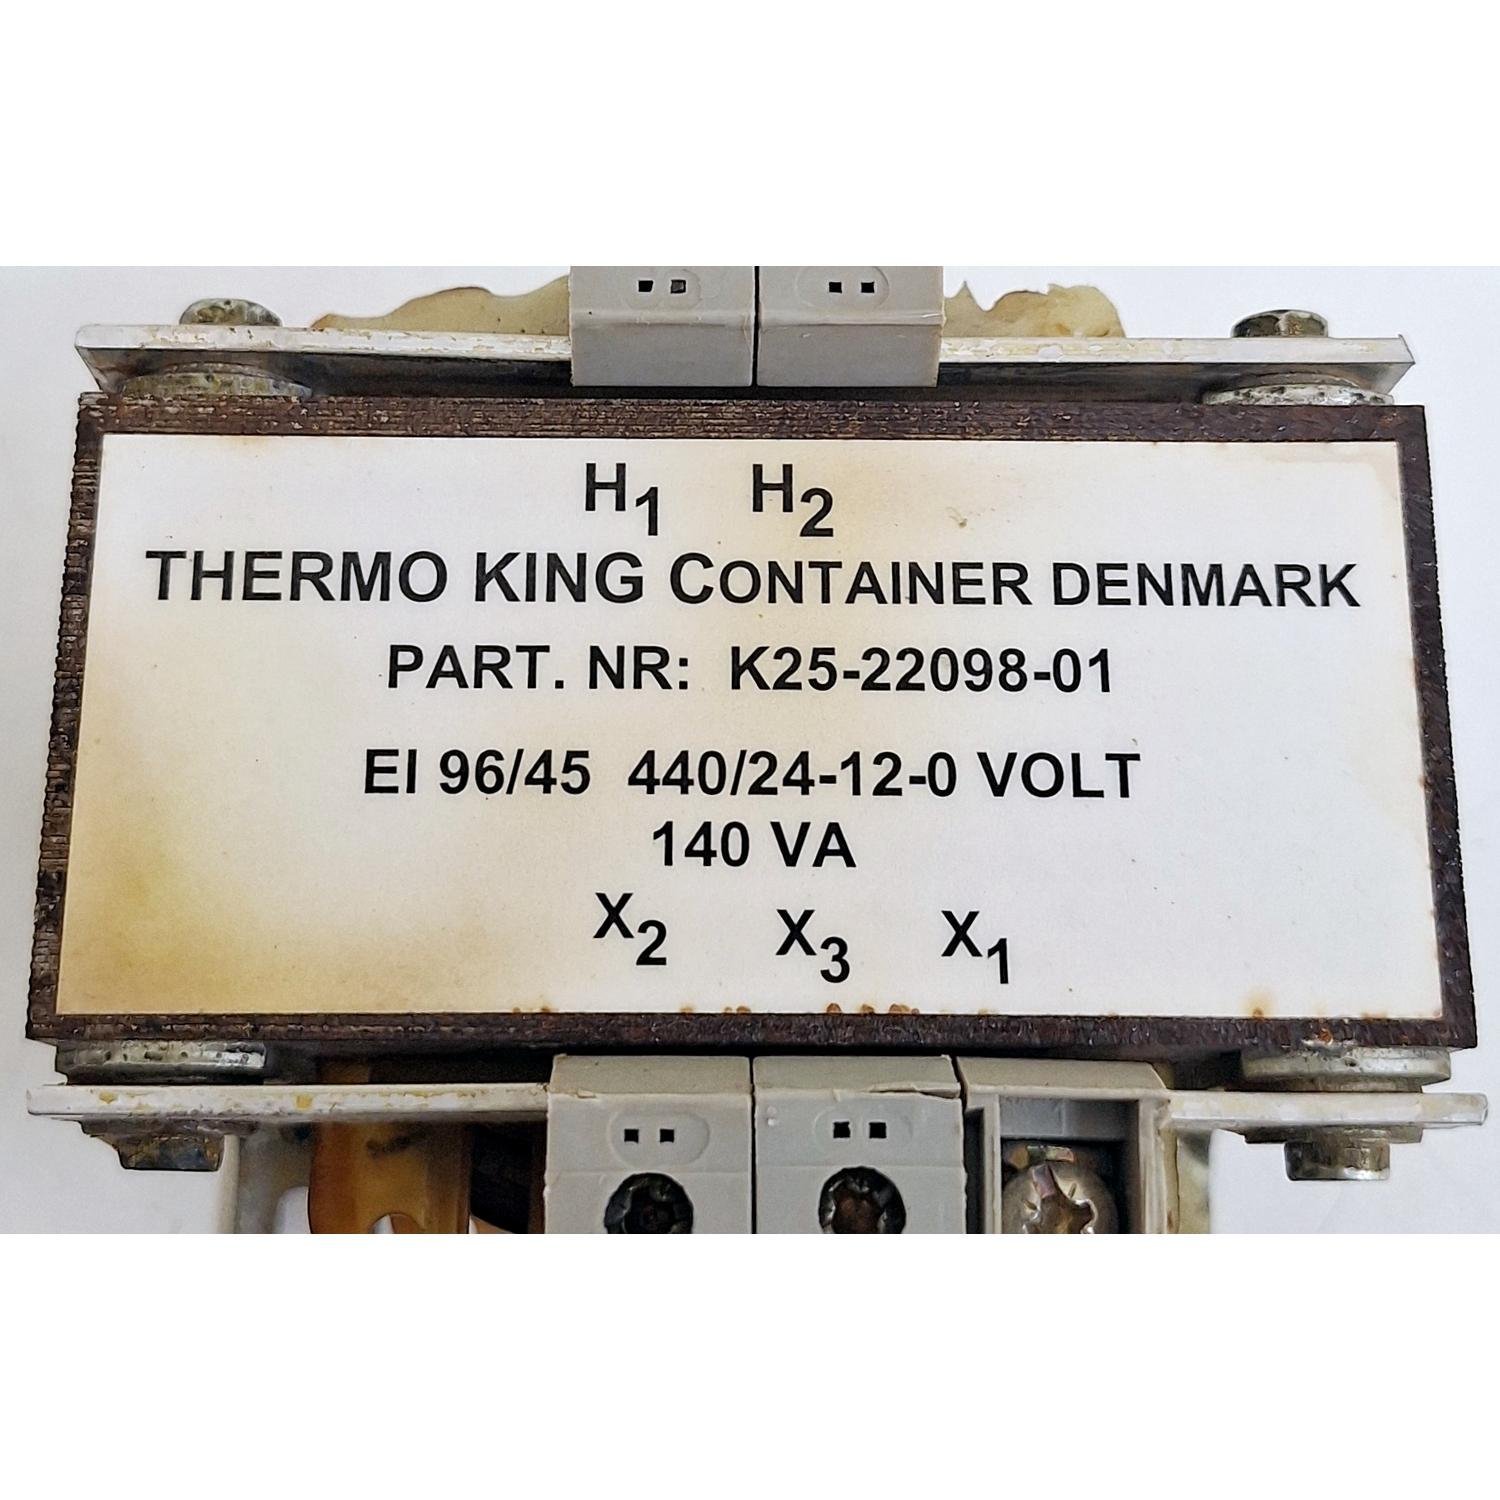 H1 H2
THERMO KING CONTAINER DENMARK
PART. NR: K25-22098-01
EI 96/45 440/24-12-0 VOLT
140 VA
X2 X3 X1